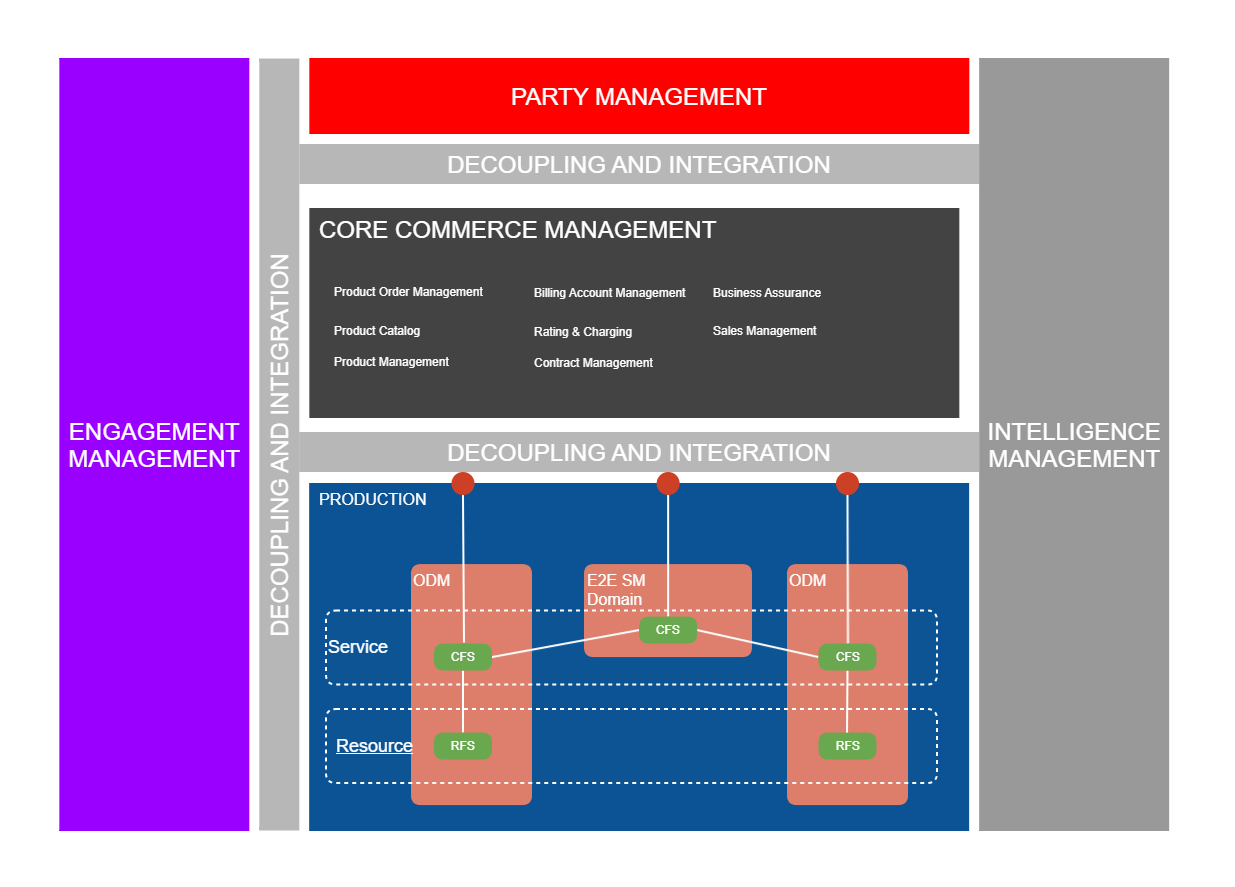 PARTY MANAGEMENT
DECOUPLING AND INTEGRATION
CORE COMMERCE MANAGEMENT
Product Order Management
Billing Account Management
Business Assurance
Product Catalog
Rating & Charging
Sales Management
Product Management
Contract Management
ENGAGEMENT
MANAGEMENT
DECOUPLING AND INTEGRATION
INTELLIGENCE
MANAGEMENT
DECOUPLING AND INTEGRATION
PRODUCTION
ODM
E2E SM
Domain
ODM
Service
CFS
CFS
CFS
Resource
RFS
RFS